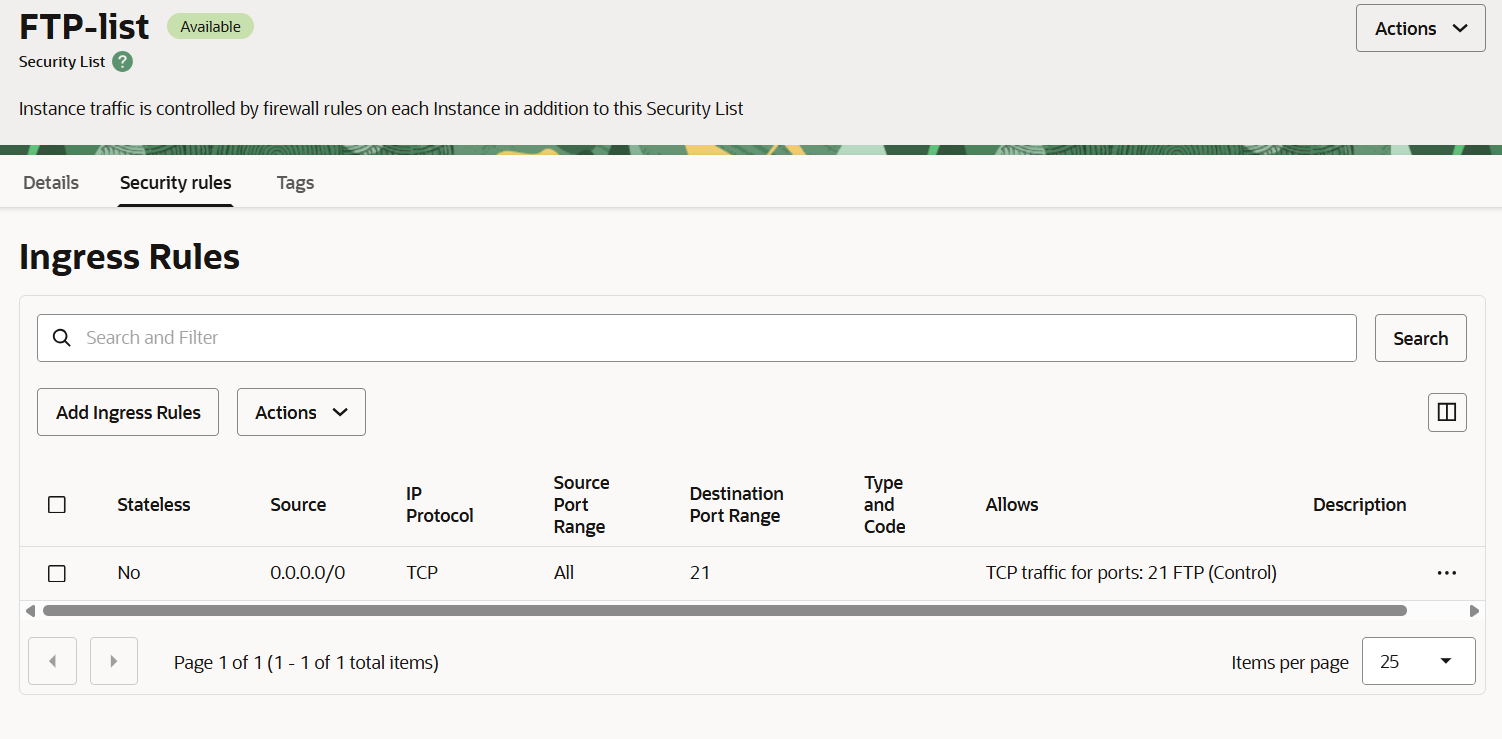 FTP-list Available
Actions
Security List ?
Instance traffic is controlled by firewall rules on each Instance in addition to this Security List
Details Security rules Tags
Ingress Rules
Search and Filter
Search
Add Ingress Rules Actions
Stateless Source IP Protocol Source Port Range Destination Port Range Type and Code Allows Description
No 0.0.0.0/0 TCP All 21 TCP traffic for ports: 21 FTP (Control) ...
Page 1 of 1 (1 - 1 of 1 total items)
Items per page 25